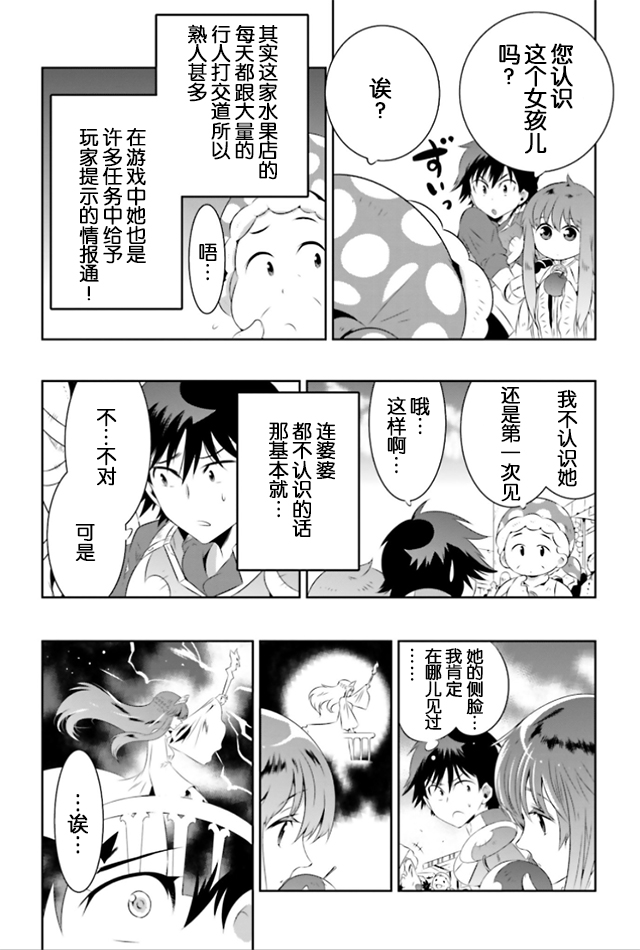 您认识
这个女孩儿
吗？
诶？
ずいっ
其实这家水果店的
每天都跟大量的
行人打交道所以
熟人甚多
在游戏中她也是
许多任务中给予
玩家提示的情报通！
唔…
我不认识她
还是第一次见
哦…
这样啊…
连婆婆
都不认识的话
那基本就…
不…不对
可是
她的侧脸…
我肯定
在哪儿见过
……
诶…